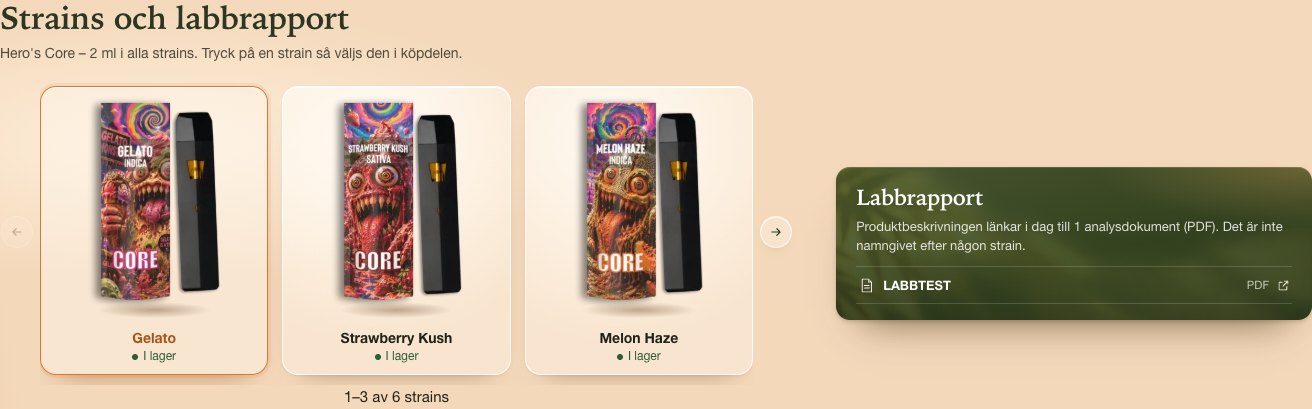 Strains och labbrapport
Hero's Core – 2 ml i alla strains. Tryck på en strain så väljs den i köpdelen.
GELATO
INDICA
CORE
Gelato
I lager
STRAWBERRY KUSH
SATIVA
CORE
Strawberry Kush
I lager
MELON HAZE
INDICA
CORE
Melon Haze
I lager
1–3 av 6 strains
Labbrapport
Produktbeskrivningen länkar i dag till 1 analysdokument (PDF). Det är inte
namngivet efter någon strain.
LABBTEST
PDF